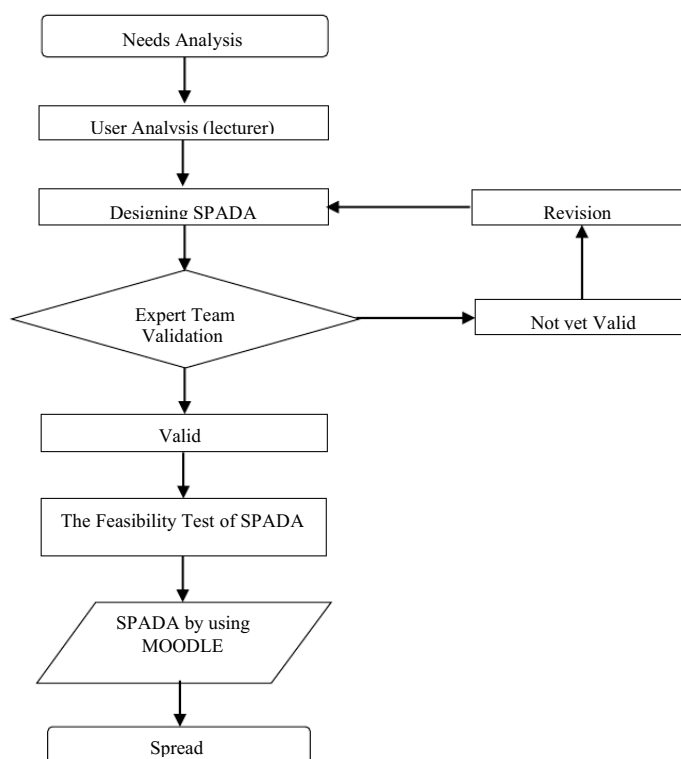 Needs Analysis
User Analysis (lecturer)
Designing SPADA
Revision
Expert Team
Validation
Not yet Valid
Valid
The Feasibility Test of SPADA
SPADA by using
MOODLE
Spread